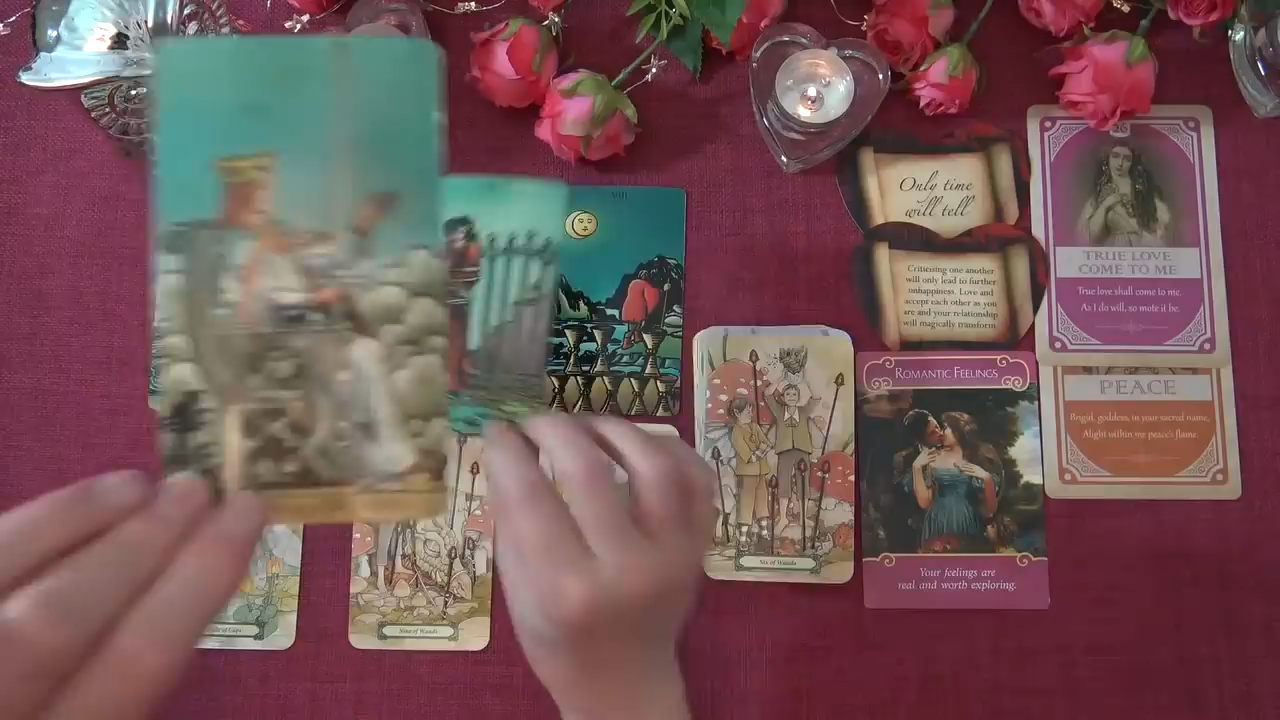 VIII
Only time
will tell
Criticising one another
will only lead to further
unhappiness. Love and
accept each other as you
are and your relationship
will magically transform.
26
TRUE LOVE
COME TO ME
True love shall come to me.
As I do will, so mote it be.
PEACE
Brigid, goddess, in your sacred name,
Alight within me peace's flame.
ROMANTIC FEELINGS
Your feelings are
real and worth exploring.
Six of Wands
of Cups
Nine of Wands